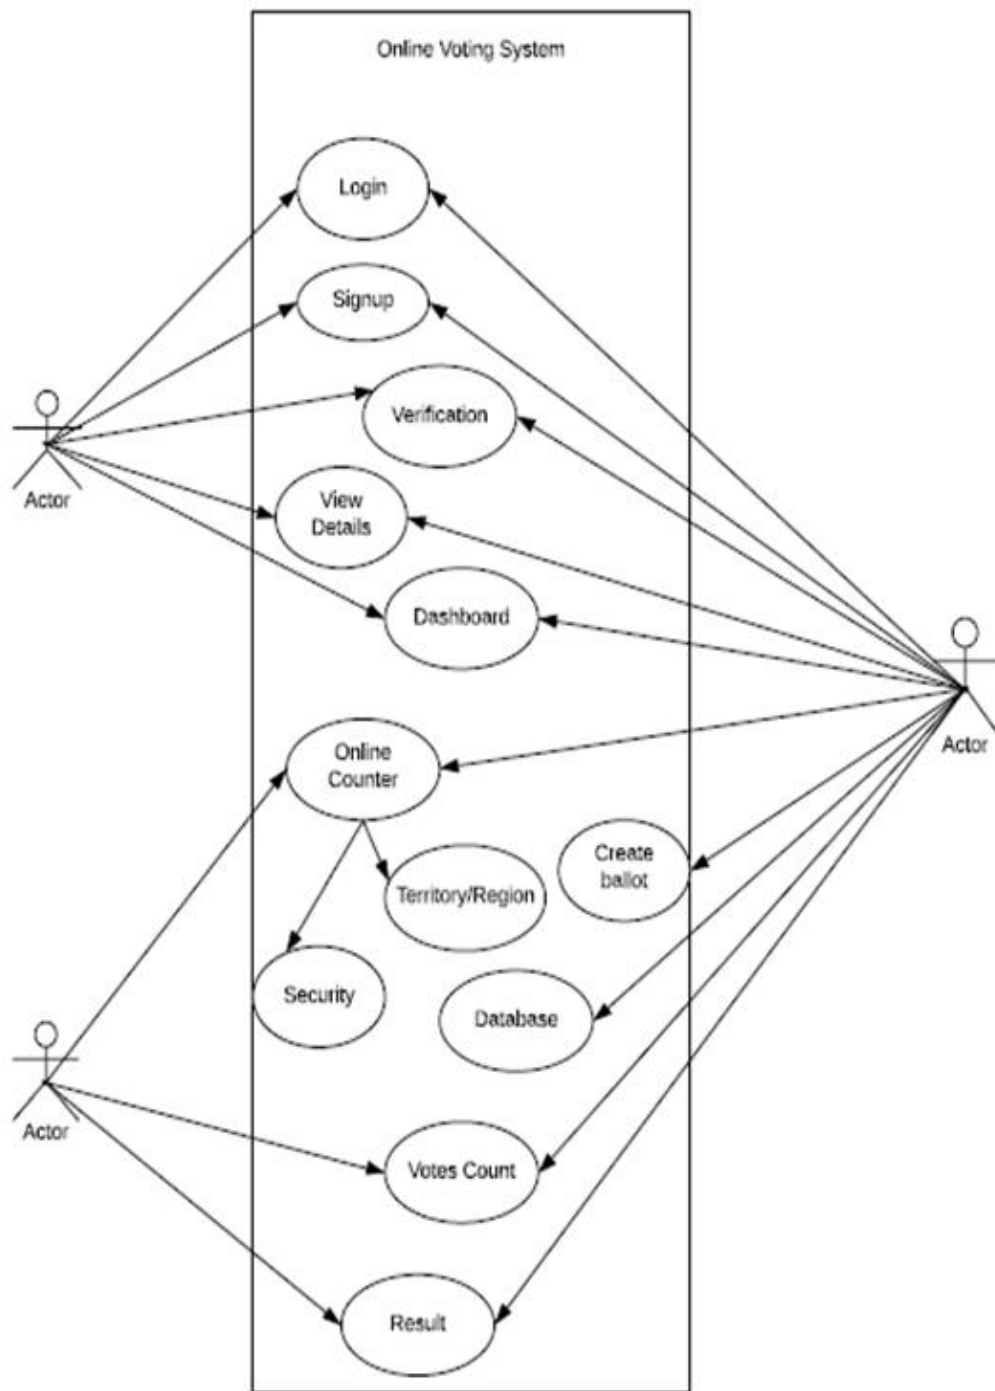 Online Voting System
Login
Signup
Verification
Actor
View
Details
Dashboard
Actor
Online
Counter
Create
ballot
Territory/Region
Security
Database
Actor
Votes Count
Result